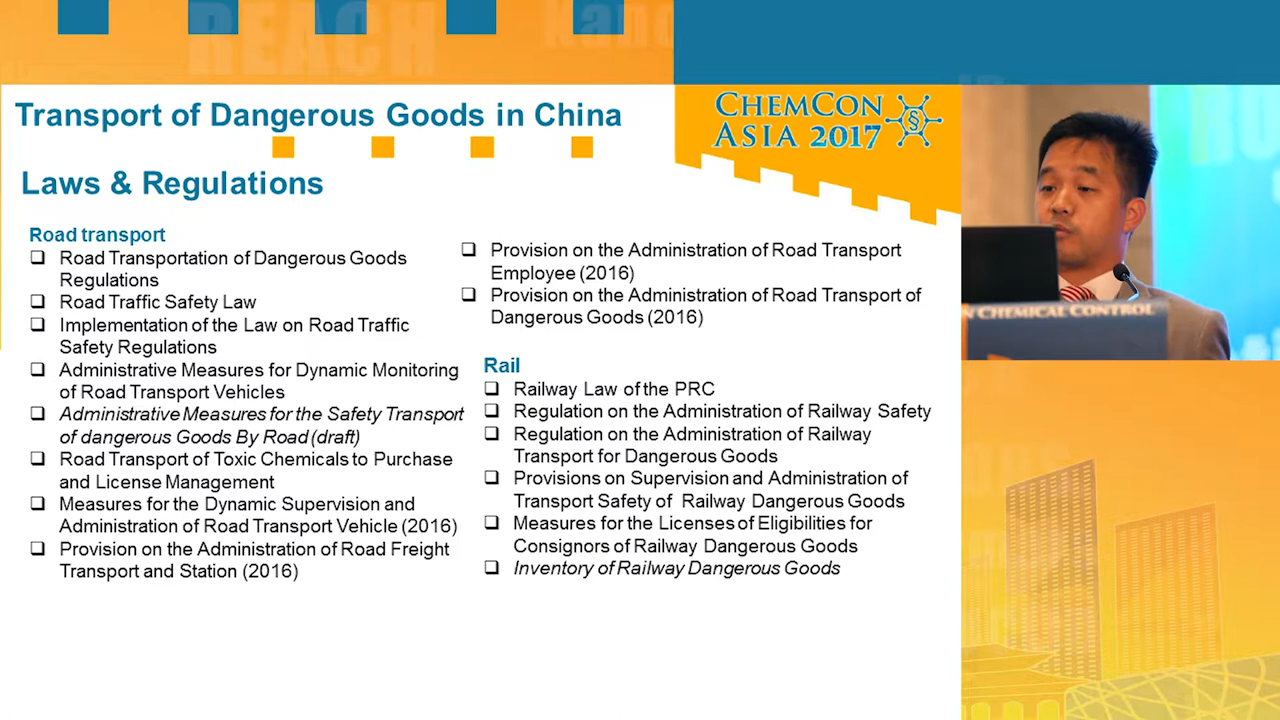 REACH
Nano
Transport of Dangerous Goods in China
CHEMCON
ASIA 2017
§
Laws & Regulations
Road transport
❑ Road Transportation of Dangerous Goods
Regulations
❑ Road Traffic Safety Law
❑ Implementation of the Law on Road Traffic
Safety Regulations
❑ Administrative Measures for Dynamic Monitoring
of Road Transport Vehicles
❑ Administrative Measures for the Safety Transport
of dangerous Goods By Road (draft)
❑ Road Transport of Toxic Chemicals to Purchase
and License Management
❑ Measures for the Dynamic Supervision and
Administration of Road Transport Vehicle (2016)
❑ Provision on the Administration of Road Freight
Transport and Station (2016)
❑ Provision on the Administration of Road Transport
Employee (2016)
❑ Provision on the Administration of Road Transport of
Dangerous Goods (2016)
Rail
❑ Railway Law of the PRC
❑ Regulation on the Administration of Railway Safety
❑ Regulation on the Administration of Railway
Transport for Dangerous Goods
❑ Provisions on Supervision and Administration of
Transport Safety of Railway Dangerous Goods
❑ Measures for the Licenses of Eligibilities for
Consignors of Railway Dangerous Goods
❑ Inventory of Railway Dangerous Goods
N CHEMICAL CONTROL